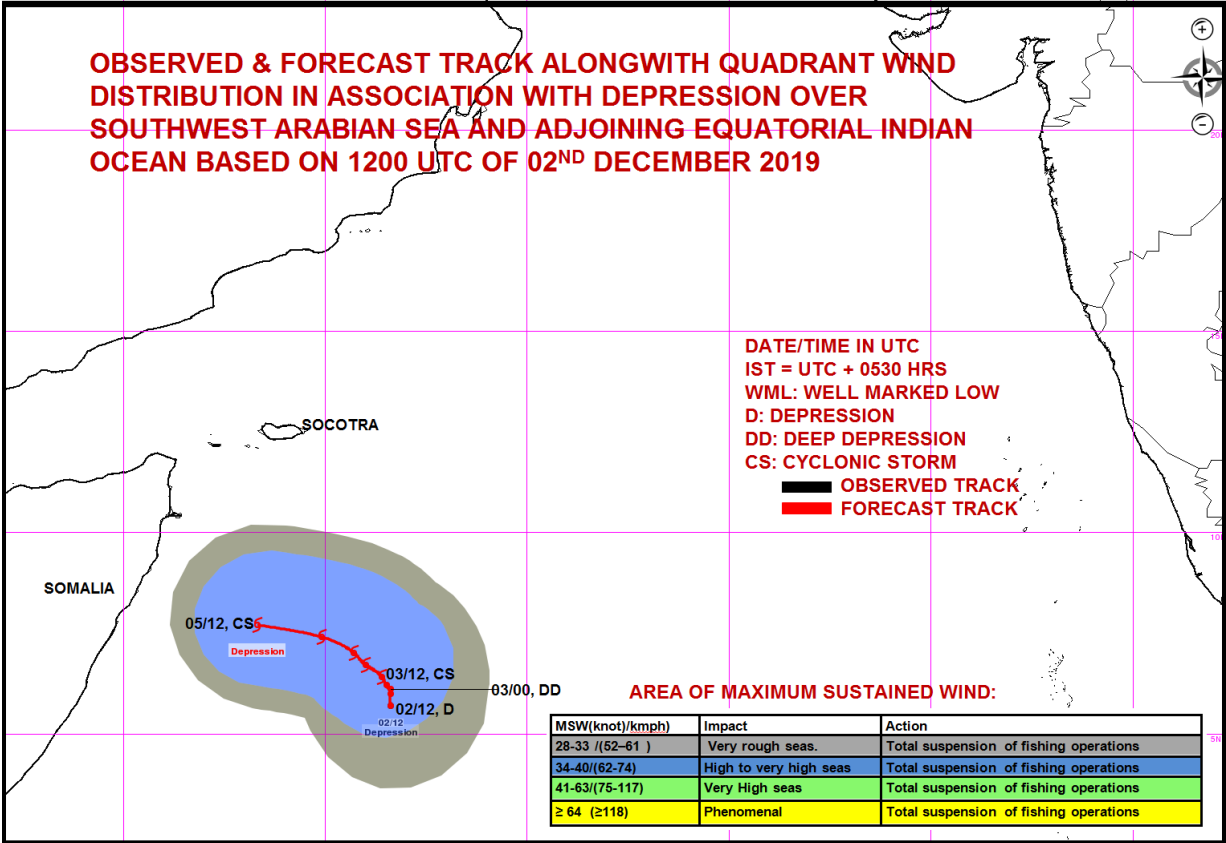 OBSERVED & FORECAST TRACK ALONGWITH QUADRANT WIND
DISTRIBUTION IN ASSOCIATION WITH DEPRESSION OVER
SOUTHWEST ARABIAN SEA AND ADJOINING EQUATORIAL INDIAN
OCEAN BASED ON 1200 UTC OF 02ND DECEMBER 2019
DATE/TIME IN UTC
IST = UTC + 0530 HRS
WML: WELL MARKED LOW
D: DEPRESSION
DD: DEEP DEPRESSION
CS: CYCLONIC STORM
OBSERVED TRACK
FORECAST TRACK
SOCOTRA
SOMALIA
05/12, CS
Depression
03/12, CS
03/00, DD
02/12, D
02/12
Depression
AREA OF MAXIMUM SUSTAINED WIND:
MSW(knot)/kmph) Impact Action
28-33 /(52–61 ) Very rough seas. Total suspension of fishing operations
34-40/(62-74) High to very high seas Total suspension of fishing operations
41-63/(75-117) Very High seas Total suspension of fishing operations
≥ 64 (≥118) Phenomenal Total suspension of fishing operations